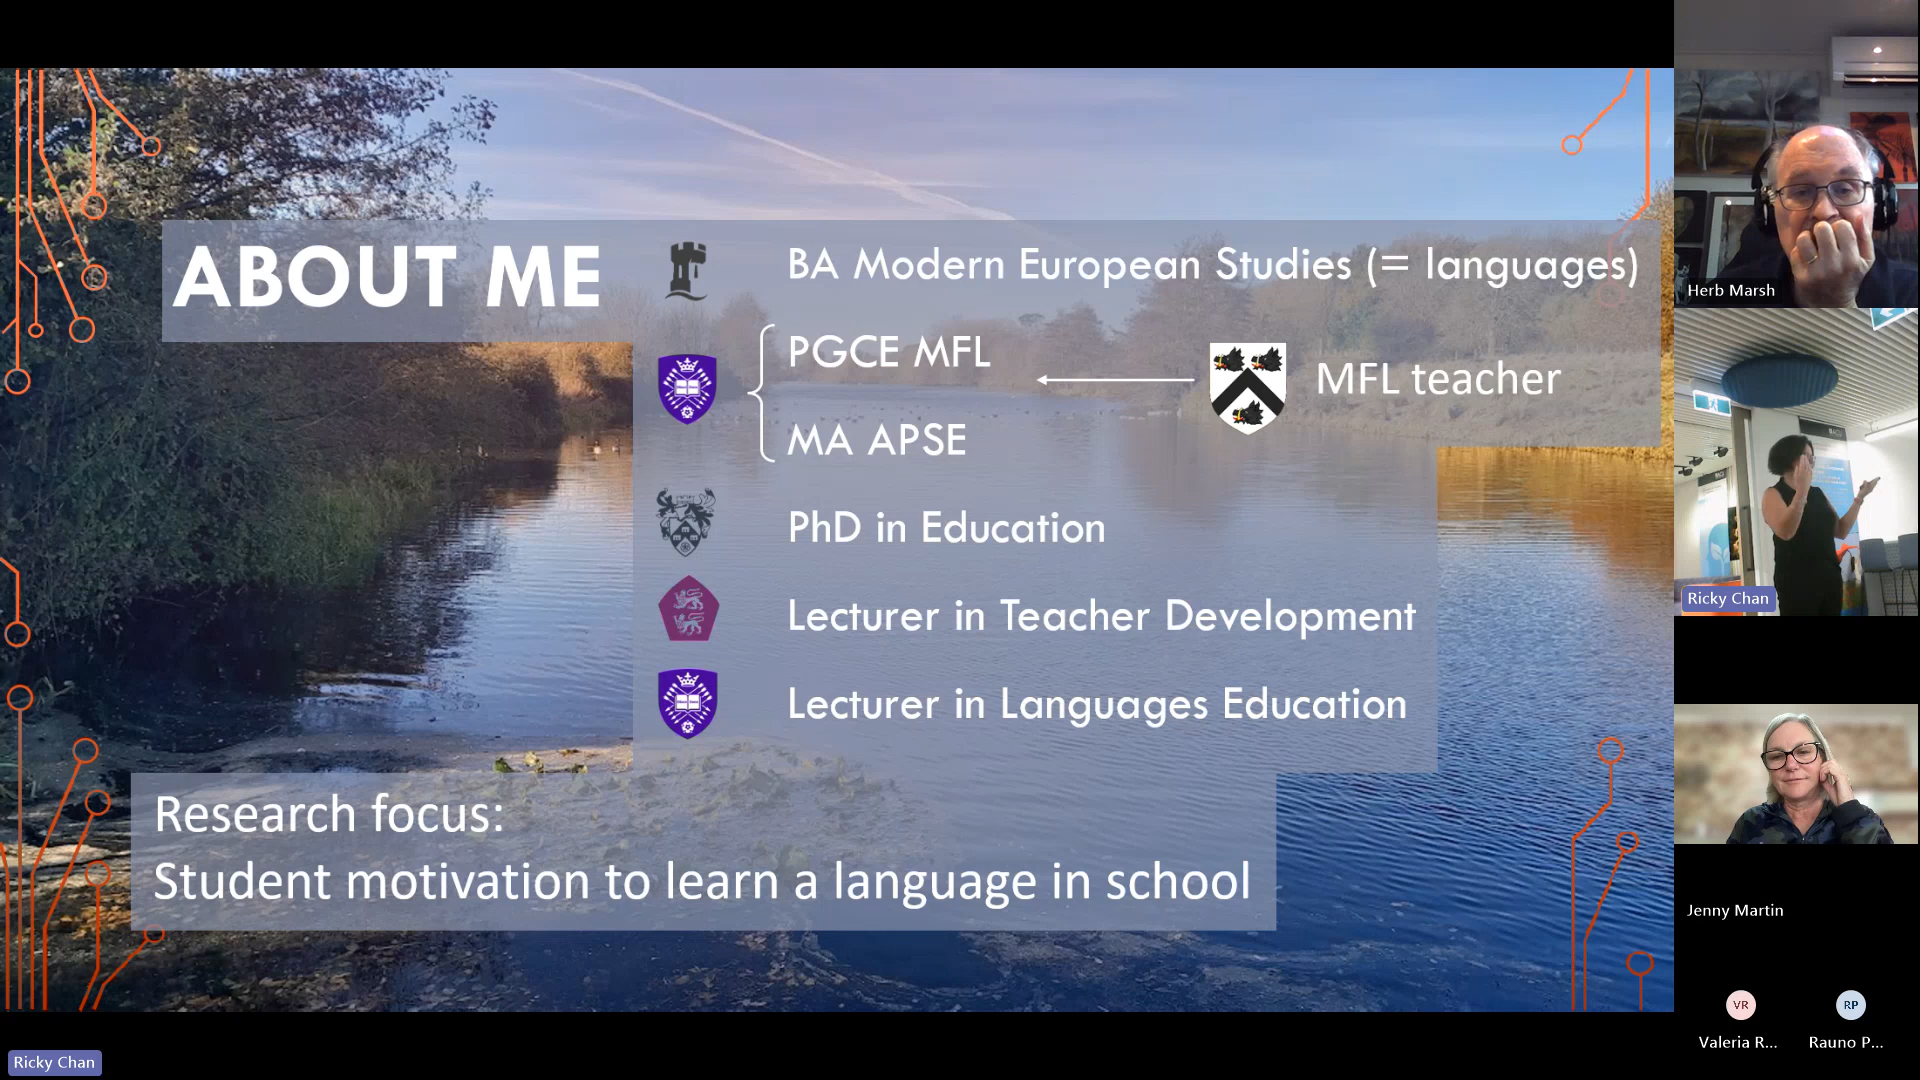 ABOUT ME
BA Modern European Studies (= languages)
PGCE MFL
MFL teacher
MA APSE
PhD in Education
Lecturer in Teacher Development
Lecturer in Languages Education
Research focus:
Student motivation to learn a language in school
Herb Marsh
Ricky Chan
Jenny Martin
VR
RP
Valeria R...
Rauno P...
Ricky Chan